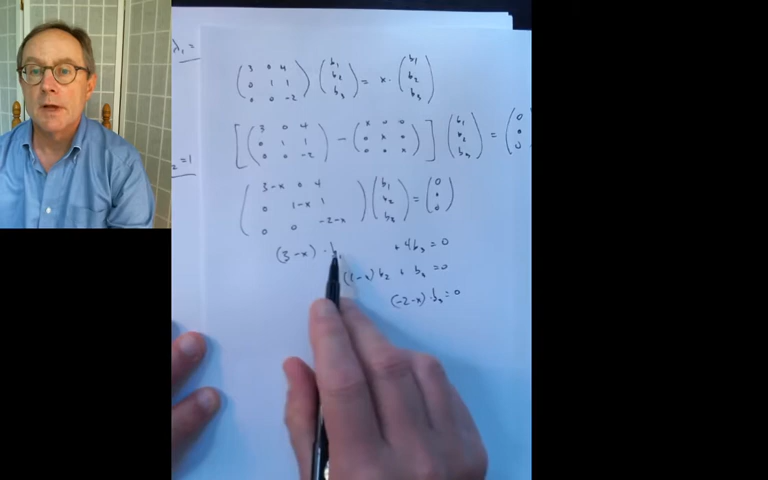 λ₁ =
( 3 0 4 ) ( b₁ ) = x · ( b₁ )
( 0 1 1 ) ( b₂ ) ( b₂ )
( 0 0 -2 ) ( b₃ ) ( b₃ )
[ ( 3 0 4 ) - ( x 0 0 ) ] ( b₁ ) = ( 0
( 0 1 1 ) ( 0 x 0 ) ( b₂ ) ( 0
( 0 0 -2 ) ( 0 0 x ) ( b₃ ) ( 0
₂ = 1
( 3-x 0 4 ) ( b₁ ) = ( 0 )
( 0 1-x 1 ) ( b₂ ) ( 0 )
( 0 0 -2-x ) ( b₃ ) ( 0 )
(3-x) · b₁ + 4b₃ = 0
(1-x) b₂ + b₃ = 0
(-2-x) · b₃ = 0